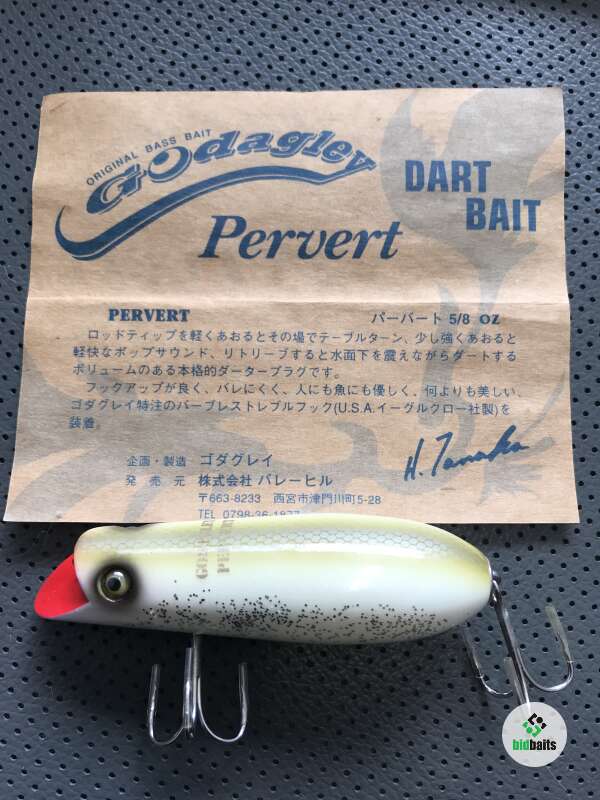 ORIGINAL BASS BAIT
Godagley
DART
BAIT
Pervert
PERVERT
パーバート 5/8 OZ
ロッドティップを軽くあおるとその場でテーブルターン、少し強くあおると
軽快なポップサウンド、リトリーブすると水面下を震えながらダートする
ボリュームのある本格的ダータープラグです。
フックアップが良く、バレにくく、人にも魚にも優しく、何よりも美しい、
ゴダグレイ特注のバーブレストレブルフック(U.S.A.イーグルクロー社製)を
装着。
企画・製造 ゴダグレイ
発売元 株式会社 バレーヒル
〒663-8233 西宮市津門川町5-28
TEL 0798-36-1877
H. Tanaka
PERVERT
bidbaits